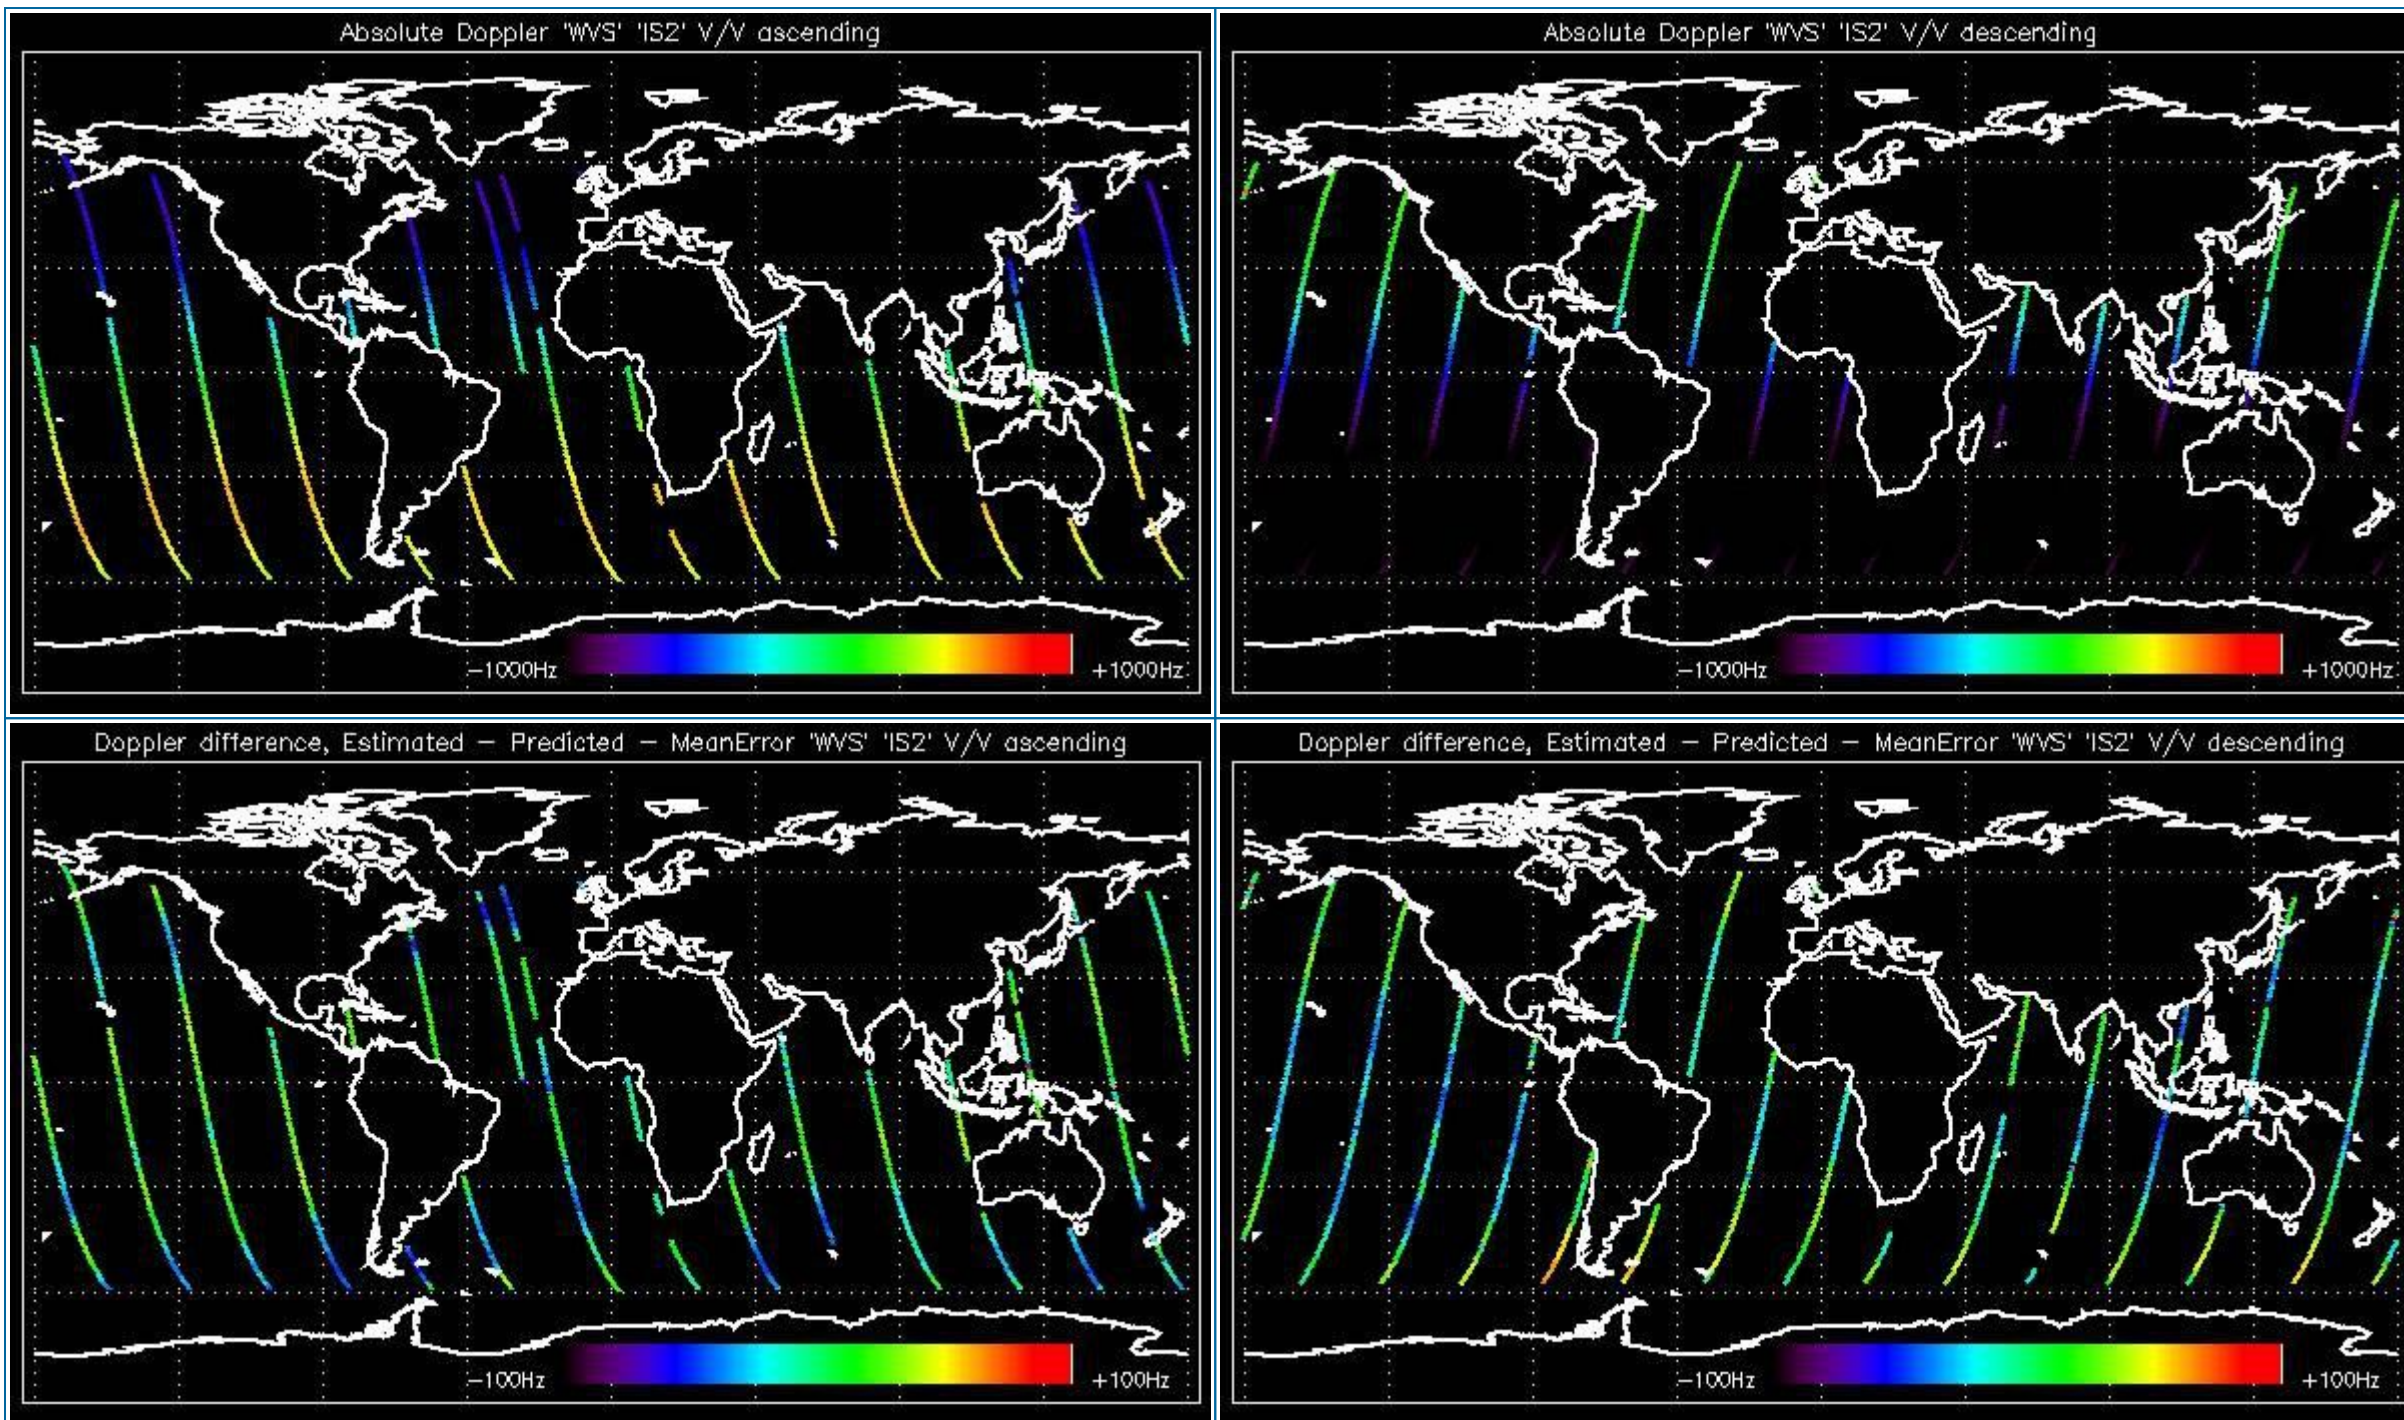 Absolute Doppler 'WVS' 'IS2' V/V ascending
-1000Hz
+1000Hz
Absolute Doppler 'WVS' 'IS2' V/V descending
-1000Hz
+1000Hz
Doppler difference, Estimated - Predicted - MeanError 'WVS' 'IS2' V/V ascending
-100Hz
+100Hz
Doppler difference, Estimated - Predicted - MeanError 'WVS' 'IS2' V/V descending
-100Hz
+100Hz